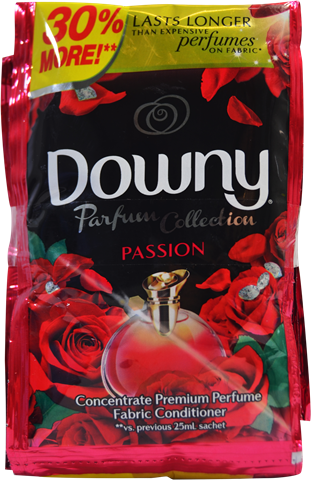 30%
MORE!**
LASTS LONGER
THAN EXPENSIVE
perfumes
ON FABRIC*
Downy
Parfum Collection
PASSION
Concentrate Premium Perfume
Fabric Conditioner
**vs. previous 25mL sachet